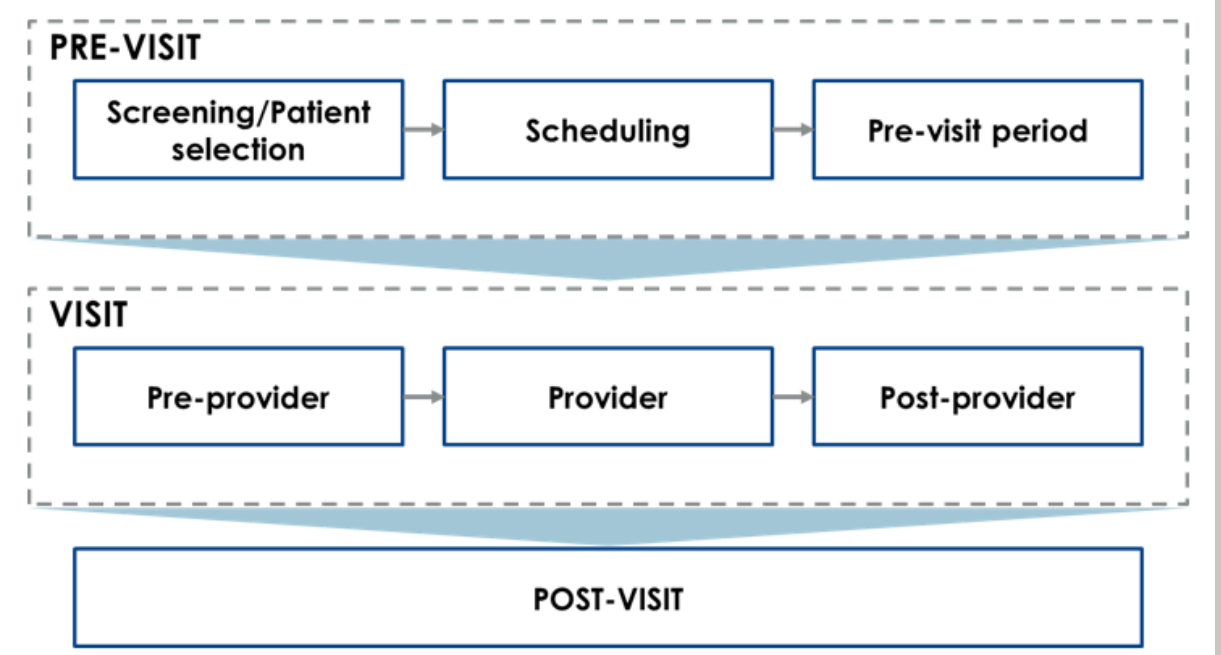 PRE-VISIT
Screening/Patient
selection
Scheduling
Pre-visit period
VISIT
Pre-provider
Provider
Post-provider
POST-VISIT